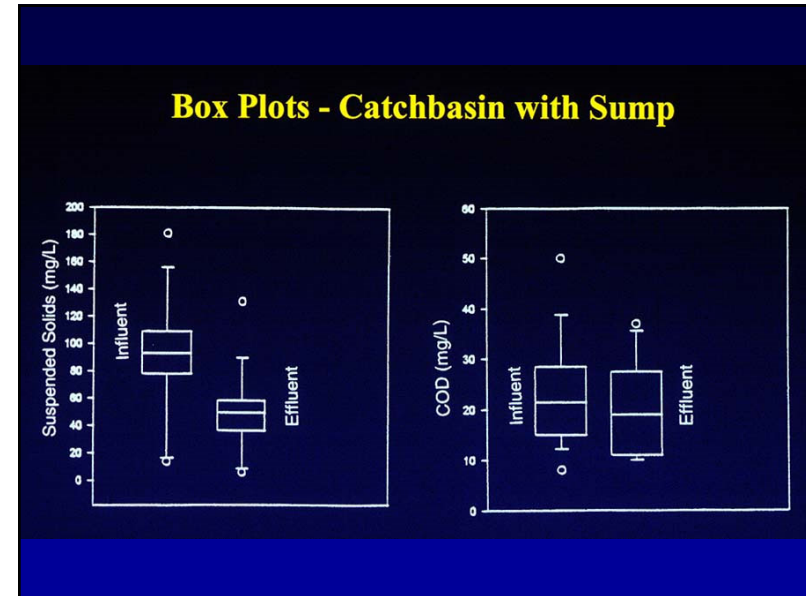 Box Plots - Catchbasin with Sump
Suspended Solids (mg/L)
200
180
160
140
120
100
80
60
40
20
0
Influent
Effluent
COD (mg/L)
60
50
40
30
20
10
0
Influent
Effluent